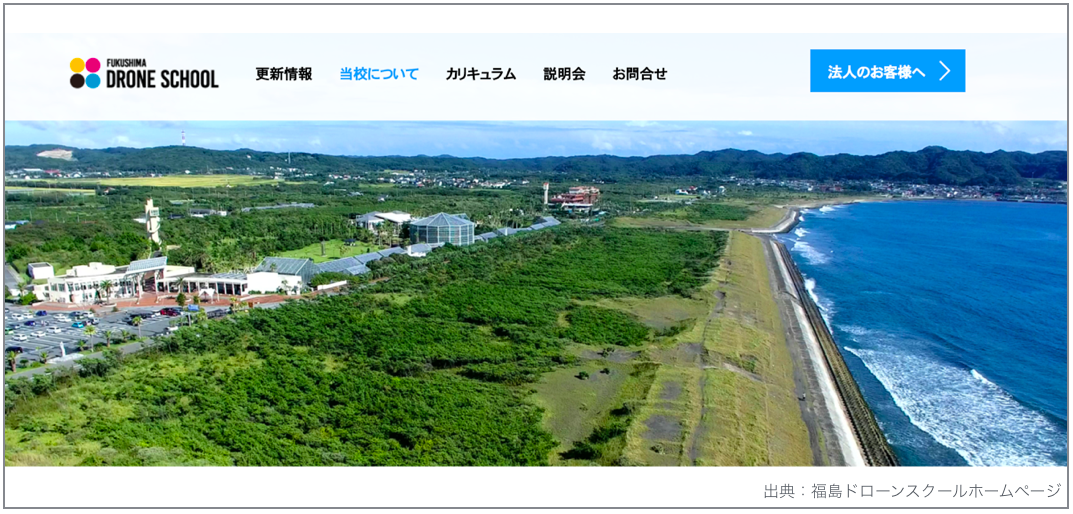 FUKUSHIMA
DRONE SCHOOL
更新情報 当校について カリキュラム 説明会 お問合せ
法人のお客様へ
出典：福島ドローンスクールホームページ